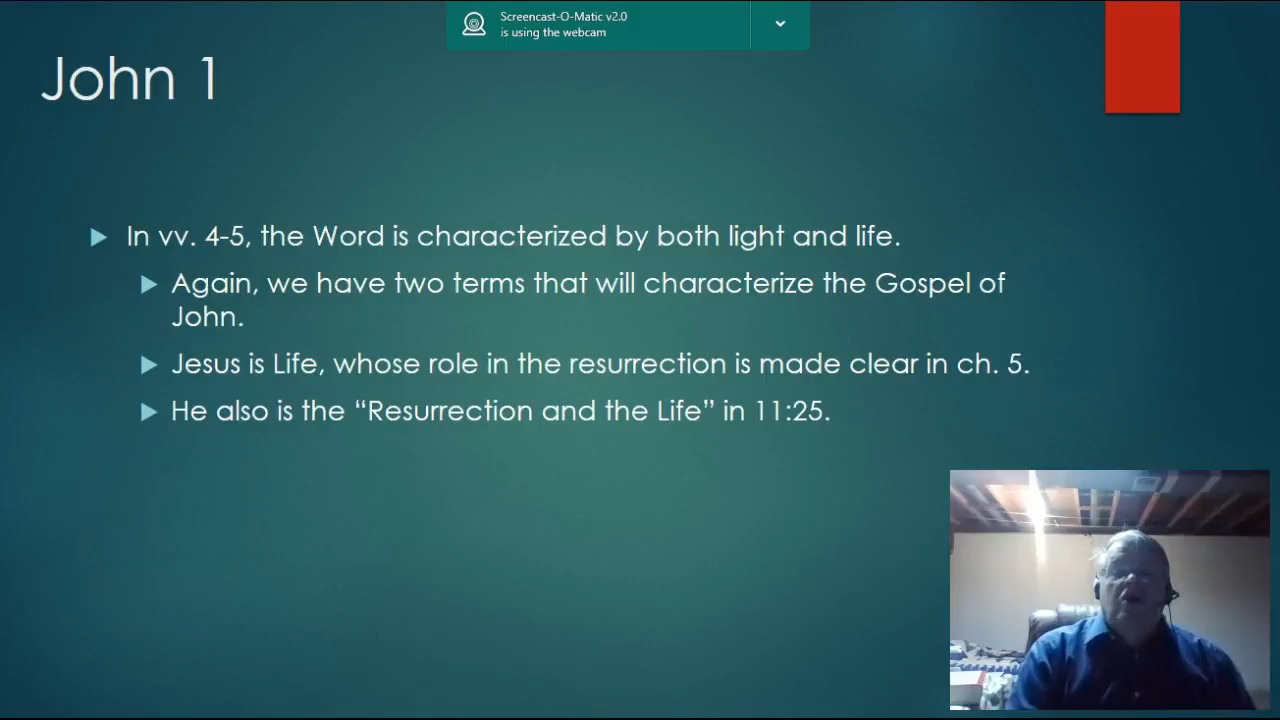 Screencast-O-Matic v2.0
is using the webcam
John 1
In vv. 4-5, the Word is characterized by both light and life.
Again, we have two terms that will characterize the Gospel of
John.
Jesus is Life, whose role in the resurrection is made clear in ch. 5.
He also is the “Resurrection and the Life” in 11:25.